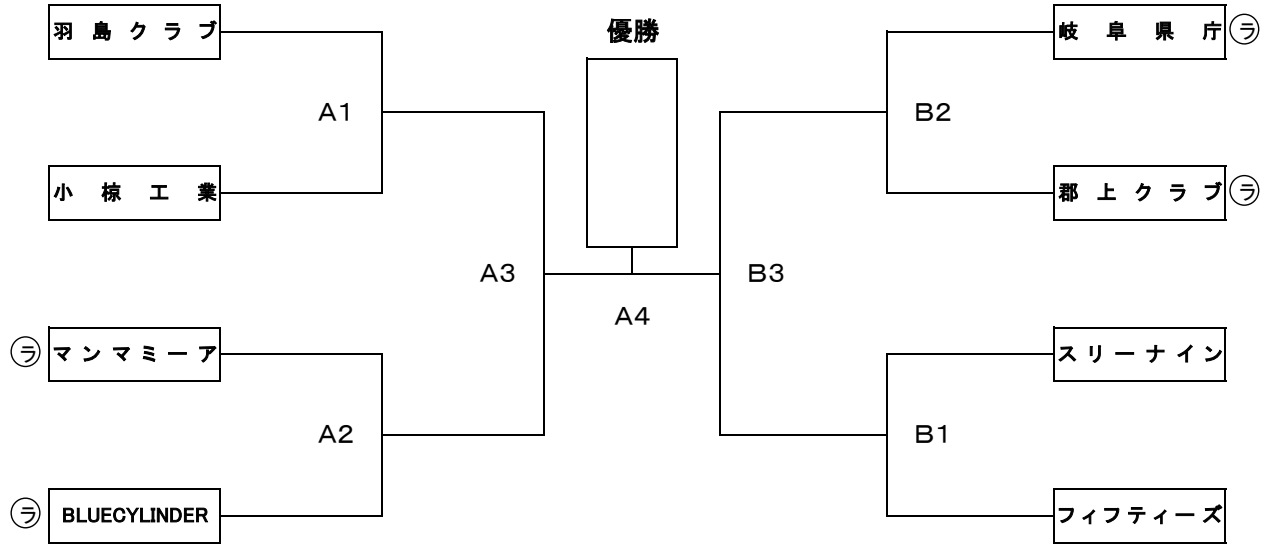 羽島クラブ
優勝
岐阜県庁 ㋶
A1
B2
小椋工業
郡上クラブ ㋶
A3
B3
A4
㋶ マンマミーア
スリーナイン
A2
B1
㋶ BLUECYLINDER
フィフティーズ